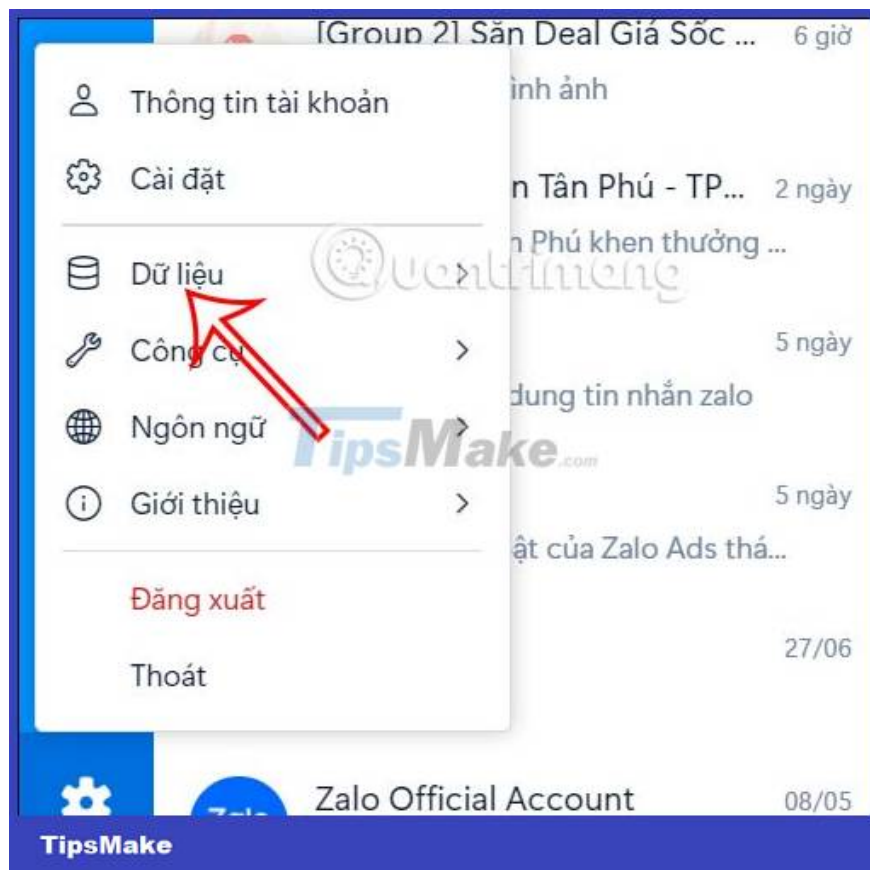 [Group 2] Săn Deal Giá Sốc ... 6 giờ
Thông tin tài khoản
ình ảnh
Cài đặt
n Tân Phú - TP... 2 ngày
Phú khen thưởng ...
Dữ liệu
Quantrimang
Công cụ
5 ngày
dung tin nhắn zalo
Ngôn ngữ
TipsMake.com
Giới thiệu
5 ngày
ật của Zalo Ads thá...
Đăng xuất
27/06
Thoát
Zalo Official Account 08/05
Zalo
TipsMake